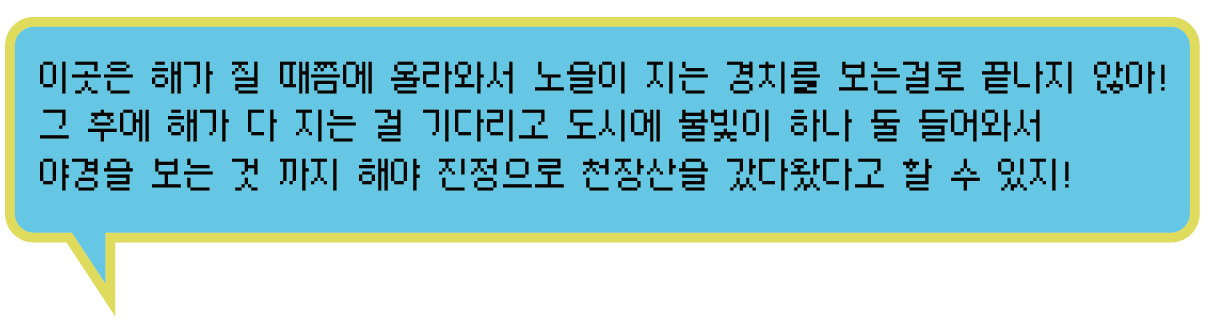 이곳은 해가 질 때쯤에 올라와서 노을이 지는 경치를 보는걸로 끝나지 않아!
그 후에 해가 다 지는 걸 기다리고 도시에 불빛이 하나 둘 들어와서
야경을 보는 것 까지 해야 진정으로 천장산을 갔다왔다고 할 수 있지!